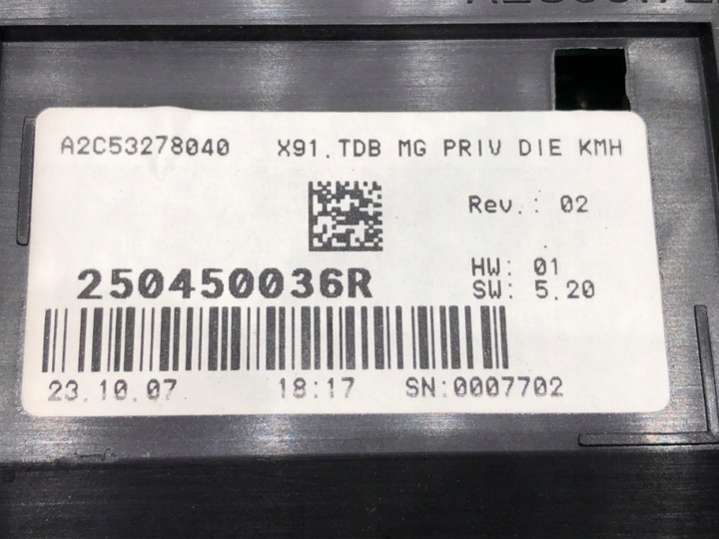 A2C53278040 X91.TDB MG PRIV DIE KMH
Rev.: 02
HW: 01
250450036R
SW: 5.20
23.10.07 18:17 SN:0007702